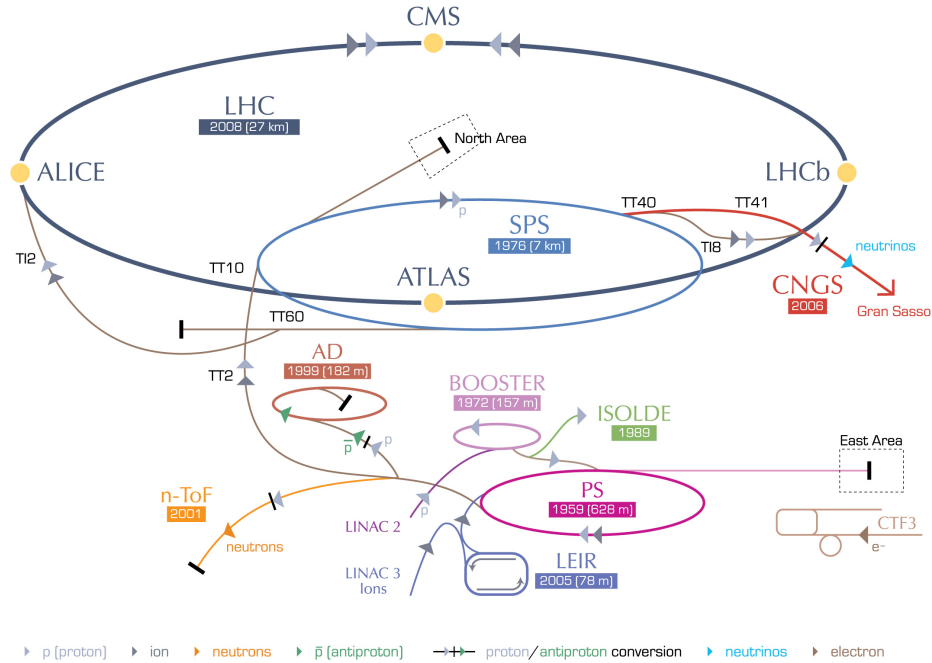 CMS
LHC
2008 (27 km)
North Area
ALICE
LHCb
TT40
TT41
SPS
1976 (7 km)
p
TI8
neutrinos
TI2
TT10
ATLAS
CNGS
2006
Gran Sasso
TT60
AD
1999 (182 m)
TT2
BOOSTER
1972 (157 m)
ISOLDE
1989
p̄
p
East Area
n-ToF
2001
PS
1959 (628 m)
LINAC 2
p
neutrons
CTF3
e-
LINAC 3
Ions
LEIR
2005 (78 m)
p (proton)
ion
neutrons
p̄ (antiproton)
proton/antiproton conversion
neutrinos
electron